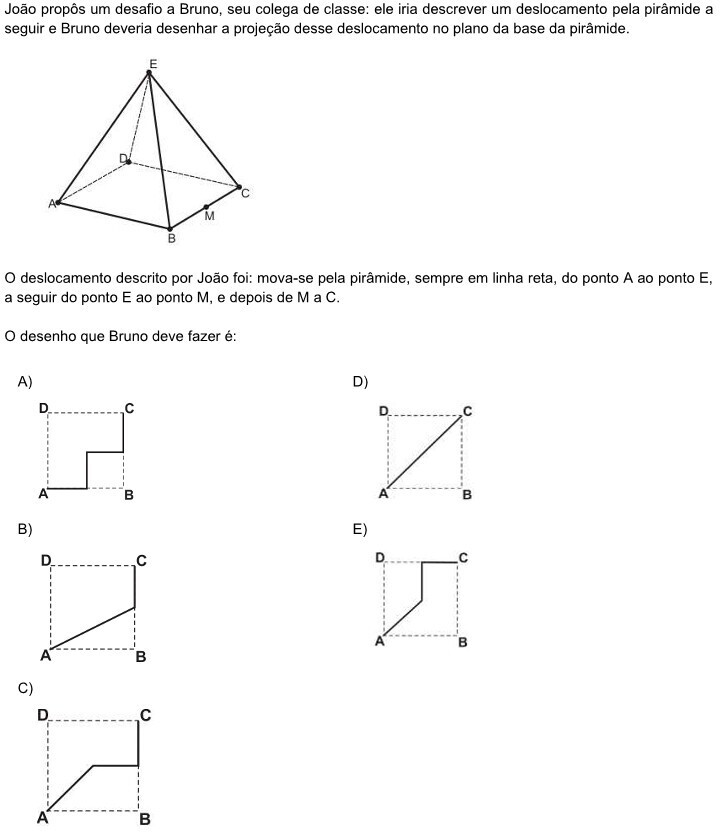 João propôs um desafio a Bruno, seu colega de classe: ele iria descrever um deslocamento pela pirâmide a
seguir e Bruno deveria desenhar a projeção desse deslocamento no plano da base da pirâmide.
E
D
A
C
M
B
O deslocamento descrito por João foi: mova-se pela pirâmide, sempre em linha reta, do ponto A ao ponto E,
a seguir do ponto E ao ponto M, e depois de M a C.
O desenho que Bruno deve fazer é:
A)
D C
A B
B)
D C
A B
C)
D C
A B
D)
D C
A B
E)
D C
A B